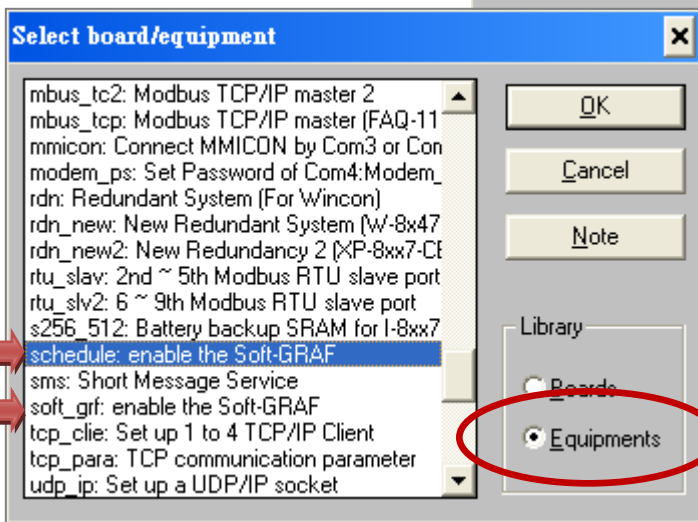 Select board/equipment
mbus_tc2: Modbus TCP/IP master 2
mbus_tcp: Modbus TCP/IP master (FAQ-11
mmicon: Connect MMICON by Com3 or Con
modem_ps: Set Password of Com4:Modem_
rdn: Redundant System (For Wincon)
rdn_new: New Redundant System (W-8x47
rdn_new2: New Redundancy 2 (XP-8xx7-CE
rtu_slav: 2nd ~ 5th Modbus RTU slave port
rtu_slv2: 6 ~ 9th Modbus RTU slave port
s256_512: Battery backup SRAM for I-8xx7
schedule: enable the Soft-GRAF
sms: Short Message Service
soft_grf: enable the Soft-GRAF
tcp_clie: Set up 1 to 4 TCP/IP Client
tcp_para: TCP communication parameter
udp_ip: Set up a UDP/IP socket
OK
Cancel
Note
Library
Boards
Equipments